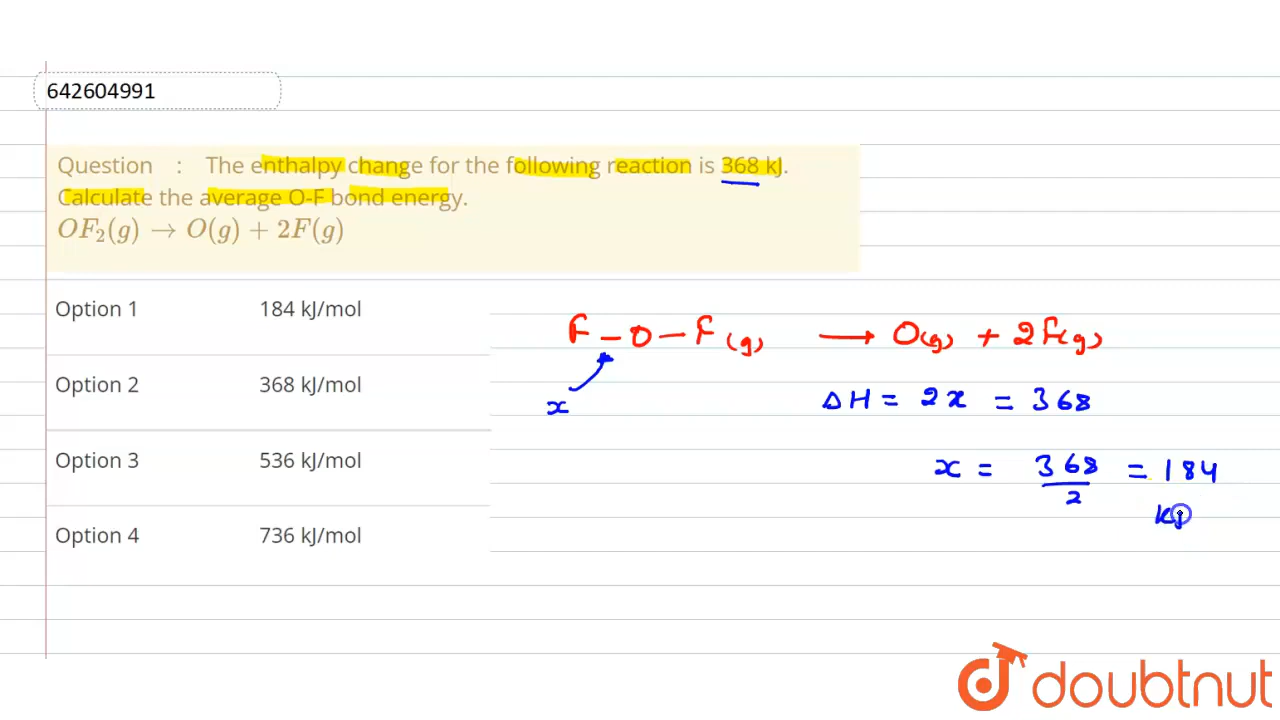 642604991
Question : The enthalpy change for the following reaction is 368 kJ.
Calculate the average O-F bond energy.
OF₂(g) → O(g) + 2F(g)
Option 1 184 kJ/mol
Option 2 368 kJ/mol
Option 3 536 kJ/mol
Option 4 736 kJ/mol
F – O – F (g) ⟶ O(g) + 2F(g)
x
ΔH = 2x = 368
x = 368/2 = 184
kJ
doubtnut